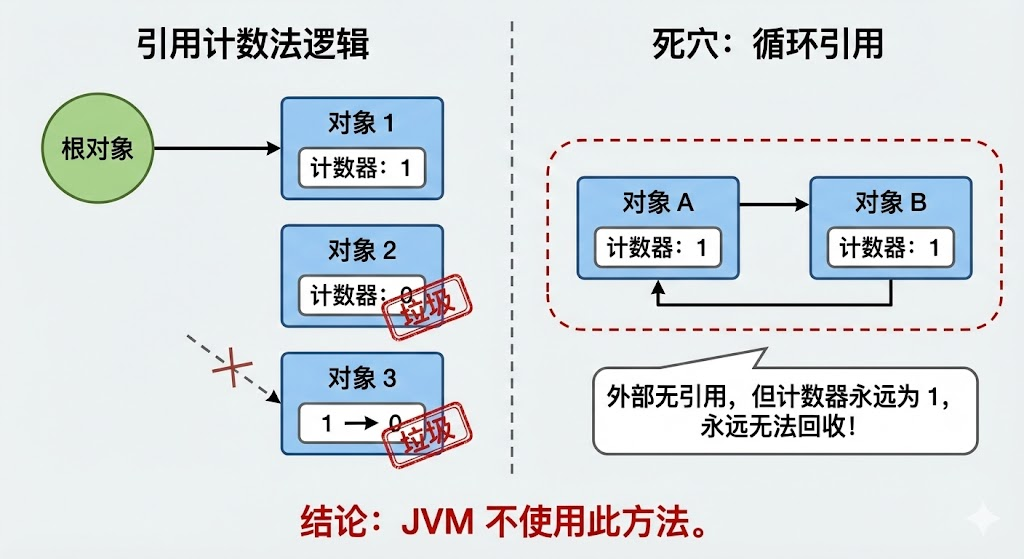 引用计数法逻辑
根对象
对象 1
计数器：1
对象 2
计数器：0
垃圾
对象 3
1 → 0
垃圾
死穴：循环引用
对象 A
计数器：1
对象 B
计数器：1
外部无引用，但计数器永远为 1，
永远无法回收！
结论：JVM 不使用此方法。